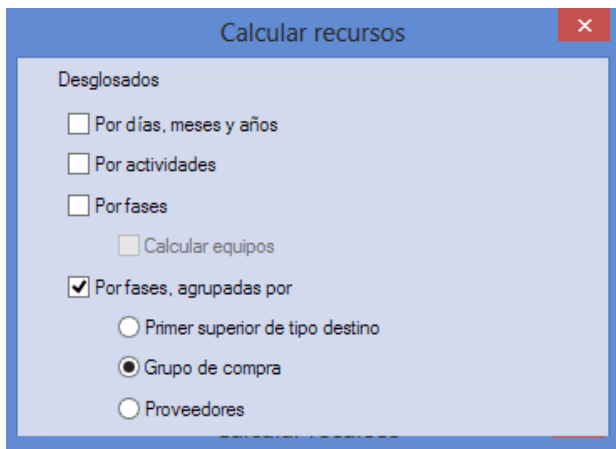 Calcular recursos
Desglosados
Por días, meses y años
Por actividades
Por fases
Calcular equipos
Por fases, agrupadas por
Primer superior de tipo destino
Grupo de compra
Proveedores